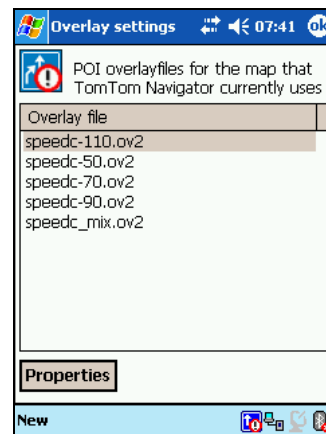 Overlay settings 07:41 ok
POI overlayfiles for the map that
TomTom Navigator currently uses
Overlay file
speedc-110.ov2
speedc-50.ov2
speedc-70.ov2
speedc-90.ov2
speedc_mix.ov2
Properties
New